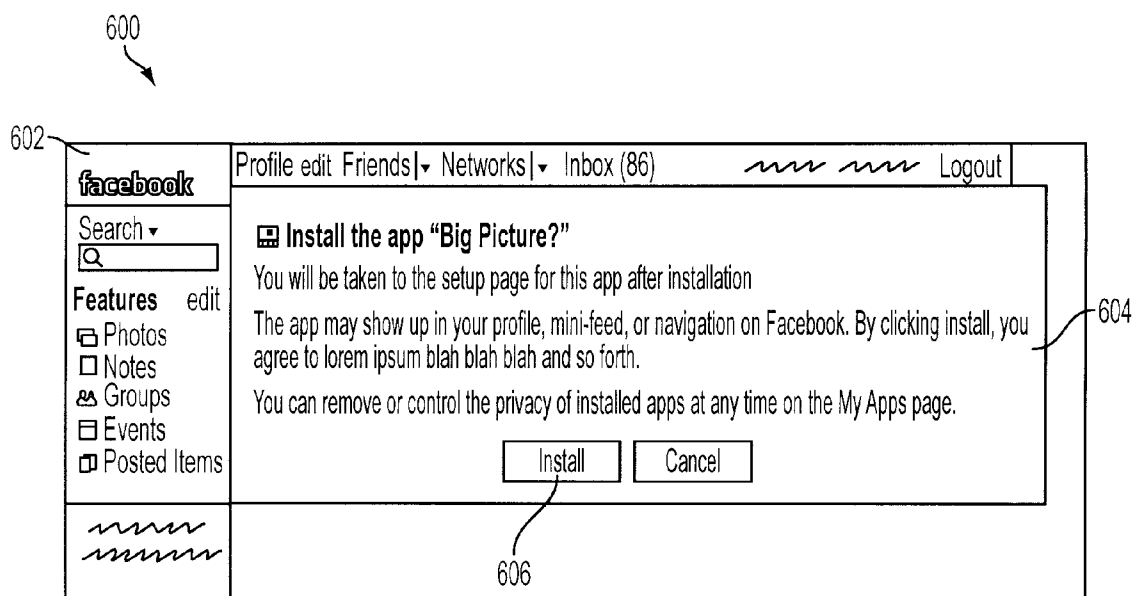 600
602
facebook
Profile edit Friends Networks Inbox (86) Logout
Search
Features edit
Photos
Notes
Groups
Events
Posted Items
Install the app “Big Picture?”
You will be taken to the setup page for this app after installation
The app may show up in your profile, mini-feed, or navigation on Facebook. By clicking install, you
agree to lorem ipsum blah blah blah and so forth.
You can remove or control the privacy of installed apps at any time on the My Apps page.
Install Cancel
604
606